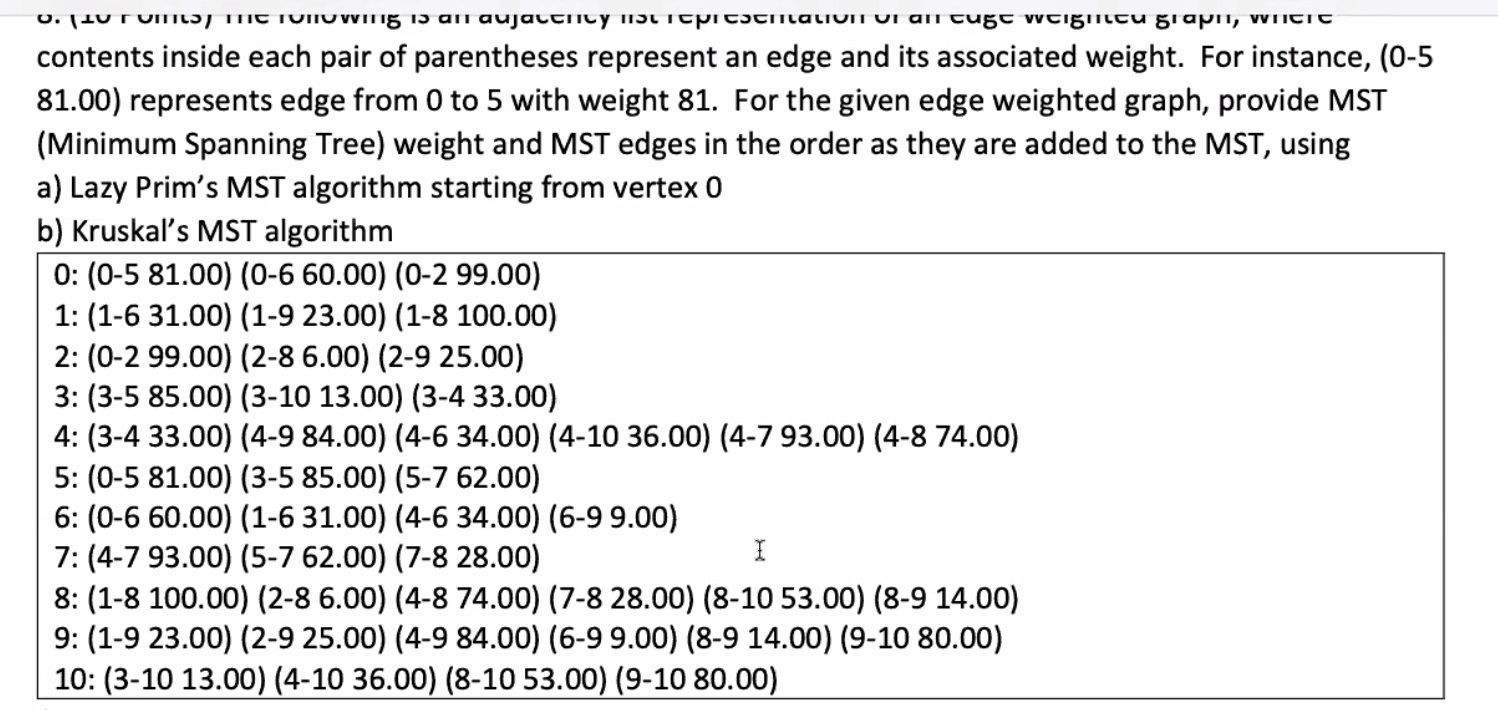 8. (10 Points) The following is an adjacency list representation of an edge weighted graph, where
contents inside each pair of parentheses represent an edge and its associated weight. For instance, (0-5
81.00) represents edge from 0 to 5 with weight 81. For the given edge weighted graph, provide MST
(Minimum Spanning Tree) weight and MST edges in the order as they are added to the MST, using
a) Lazy Prim’s MST algorithm starting from vertex 0
b) Kruskal’s MST algorithm
0: (0-5 81.00) (0-6 60.00) (0-2 99.00)
1: (1-6 31.00) (1-9 23.00) (1-8 100.00)
2: (0-2 99.00) (2-8 6.00) (2-9 25.00)
3: (3-5 85.00) (3-10 13.00) (3-4 33.00)
4: (3-4 33.00) (4-9 84.00) (4-6 34.00) (4-10 36.00) (4-7 93.00) (4-8 74.00)
5: (0-5 81.00) (3-5 85.00) (5-7 62.00)
6: (0-6 60.00) (1-6 31.00) (4-6 34.00) (6-9 9.00)
7: (4-7 93.00) (5-7 62.00) (7-8 28.00)
8: (1-8 100.00) (2-8 6.00) (4-8 74.00) (7-8 28.00) (8-10 53.00) (8-9 14.00)
9: (1-9 23.00) (2-9 25.00) (4-9 84.00) (6-9 9.00) (8-9 14.00) (9-10 80.00)
10: (3-10 13.00) (4-10 36.00) (8-10 53.00) (9-10 80.00)